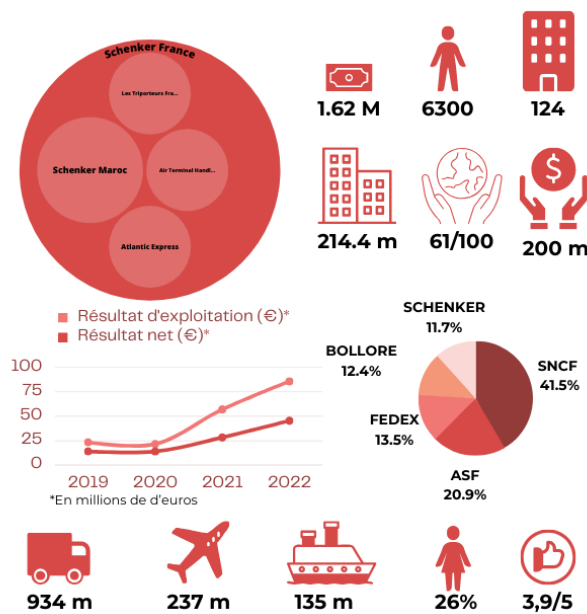 Schenker France
Les Triporteurs Fra...
Schenker Maroc
Air Terminal Handl...
Atlantic Express
1.62 M
6300
124
214.4 m
61/100
$
200 m
Résultat d'exploitation (€)*
Résultat net (€)*
100
75
50
25
0
2019
2020
2021
2022
*En millions de d'euros
SCHENKER
11.7%
BOLLORE
12.4%
SNCF
41.5%
FEDEX
13.5%
ASF
20.9%
934 m
237 m
135 m
26%
3,9/5